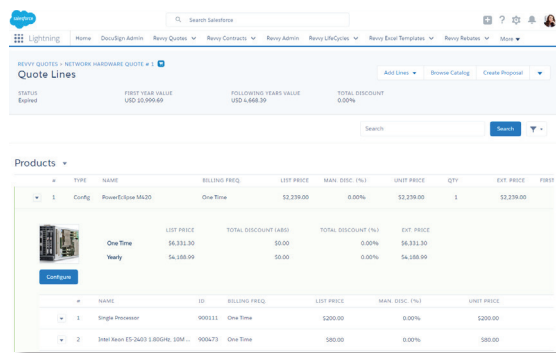 salesforce
Search Salesforce
Lightning Home DocuSign Admin Revvy Quotes Revvy Contracts Revvy Admin Revvy LifeCycles Revvy Excel Templates Revvy Rebates More
REVVY QUOTES > NETWORK HARDWARE QUOTE # 1
Quote Lines
Add Lines Browse Catalog Create Proposal
STATUS FIRST YEAR VALUE FOLLOWING YEARS VALUE TOTAL DISCOUNT
Expired USD 10,999.69 USD 4,668.39 0.00%
Search Search
Products
# TYPE NAME BILLING FREQ. LIST PRICE MAN. DISC. (%) UNIT PRICE QTY EXT. PRICE FIRST
1 Config PowerEclipse M420 One Time $2,239.00 0.00% $2,239.00 1 $2,239.00
LIST PRICE TOTAL DISCOUNT (ABS) TOTAL DISCOUNT (%) EXT. PRICE
One Time $6,331.30 $0.00 0.00% $6,331.30
Yearly $4,188.99 $0.00 0.00% $4,188.99
Configure
# NAME ID BILLING FREQ. LIST PRICE MAN. DISC. (%) UNIT PRICE
1 Single Processor 900111 One Time $200.00 0.00% $200.00
2 Intel Xeon E5-2403 1.80GHz, 10M ... 900473 One Time $80.00 0.00% $80.00